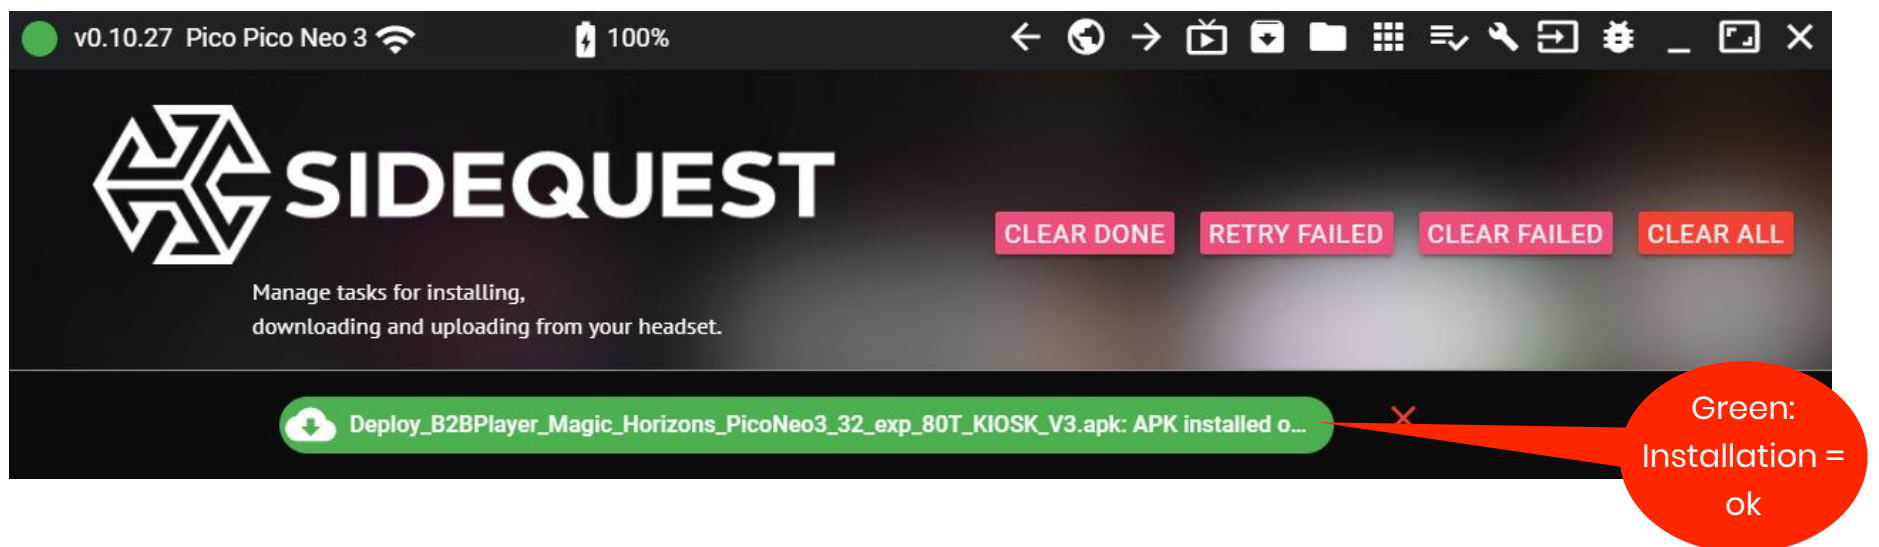 v0.10.27 Pico Pico Neo 3 100%
SIDEQUEST
CLEAR DONE RETRY FAILED CLEAR FAILED CLEAR ALL
Manage tasks for installing,
downloading and uploading from your headset.
Deploy_B2BPlayer_Magic_Horizons_PicoNeo3_32_exp_80T_KIOSK_V3.apk: APK installed o...
Green:
Installation =
ok